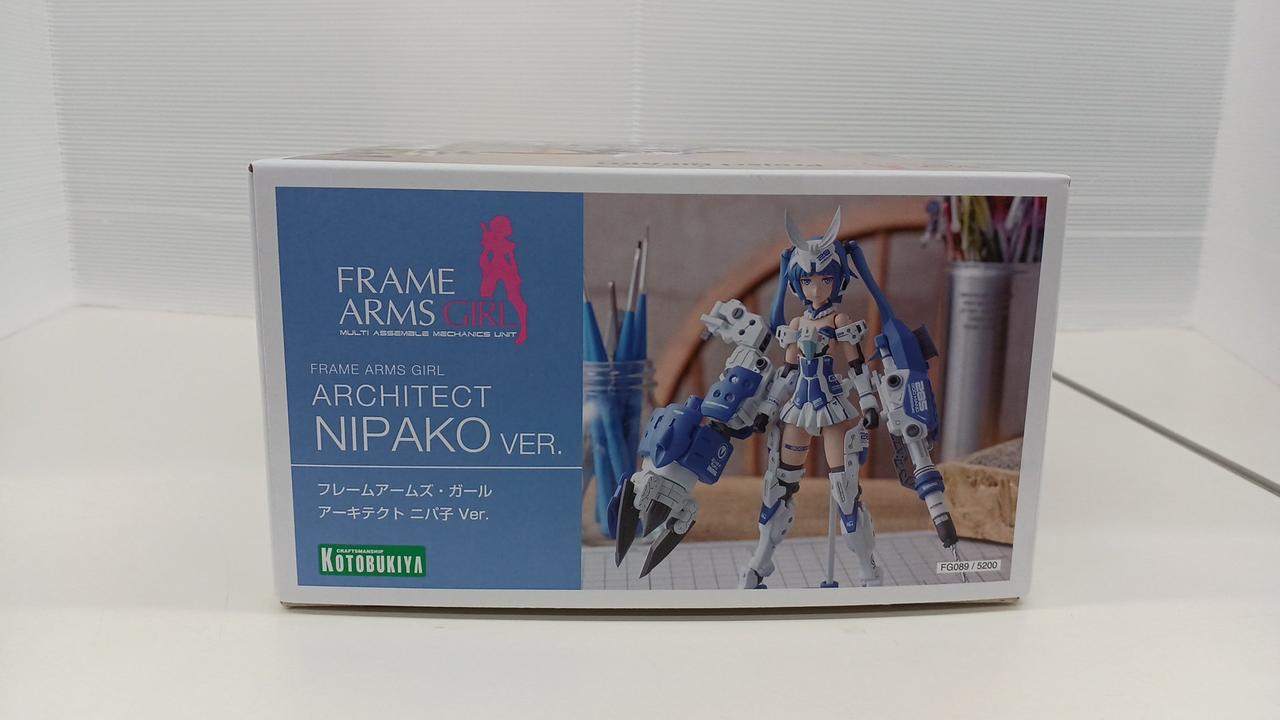 FRAME
ARMS GIRL
MULTI ASSEMBLE MECHANICS UNIT
FRAME ARMS GIRL
ARCHITECT
NIPAKO VER.
フレームアームズ・ガール
アーキテクト ニパ子 Ver.
CRAFTSMANSHIP
KOTOBUKIYA
FG089 / 5200